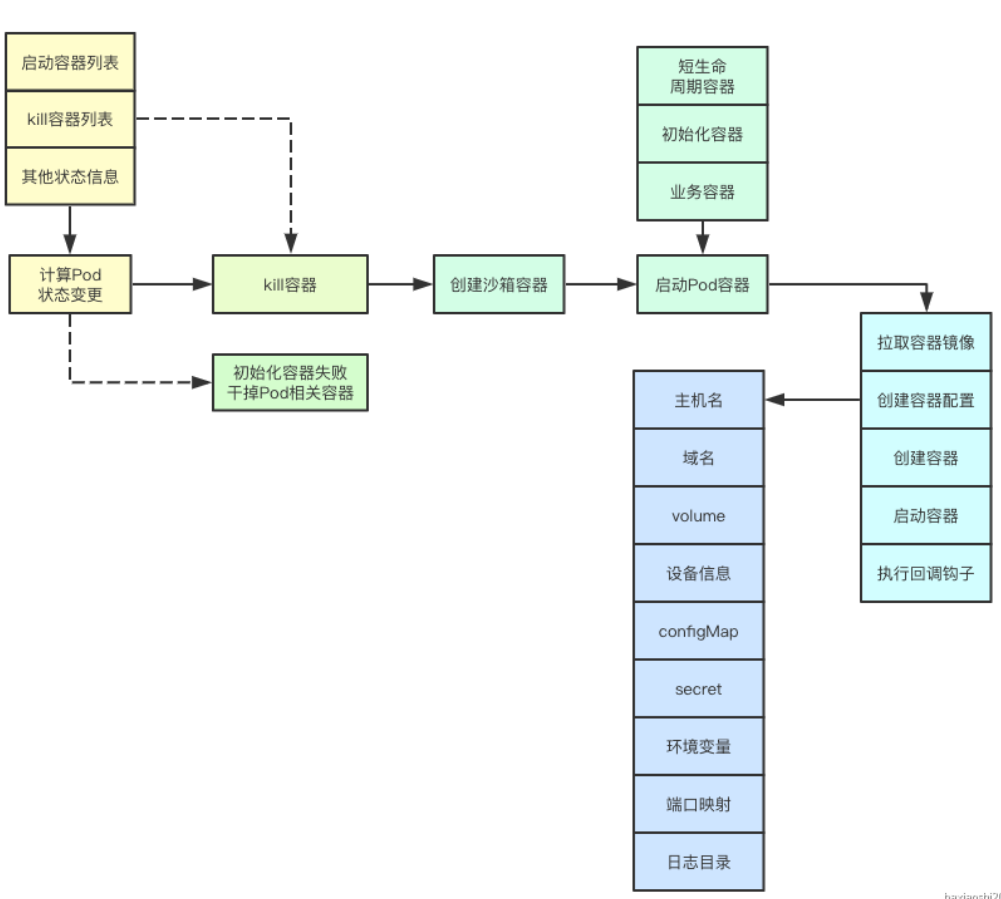 启动容器列表
kill容器列表
其他状态信息
计算Pod
状态变更
kill容器
初始化容器失败
干掉Pod相关容器
创建沙箱容器
短生命
周期容器
初始化容器
业务容器
启动Pod容器
拉取容器镜像
创建容器配置
创建容器
启动容器
执行回调钩子
主机名
域名
volume
设备信息
configMap
secret
环境变量
端口映射
日志目录